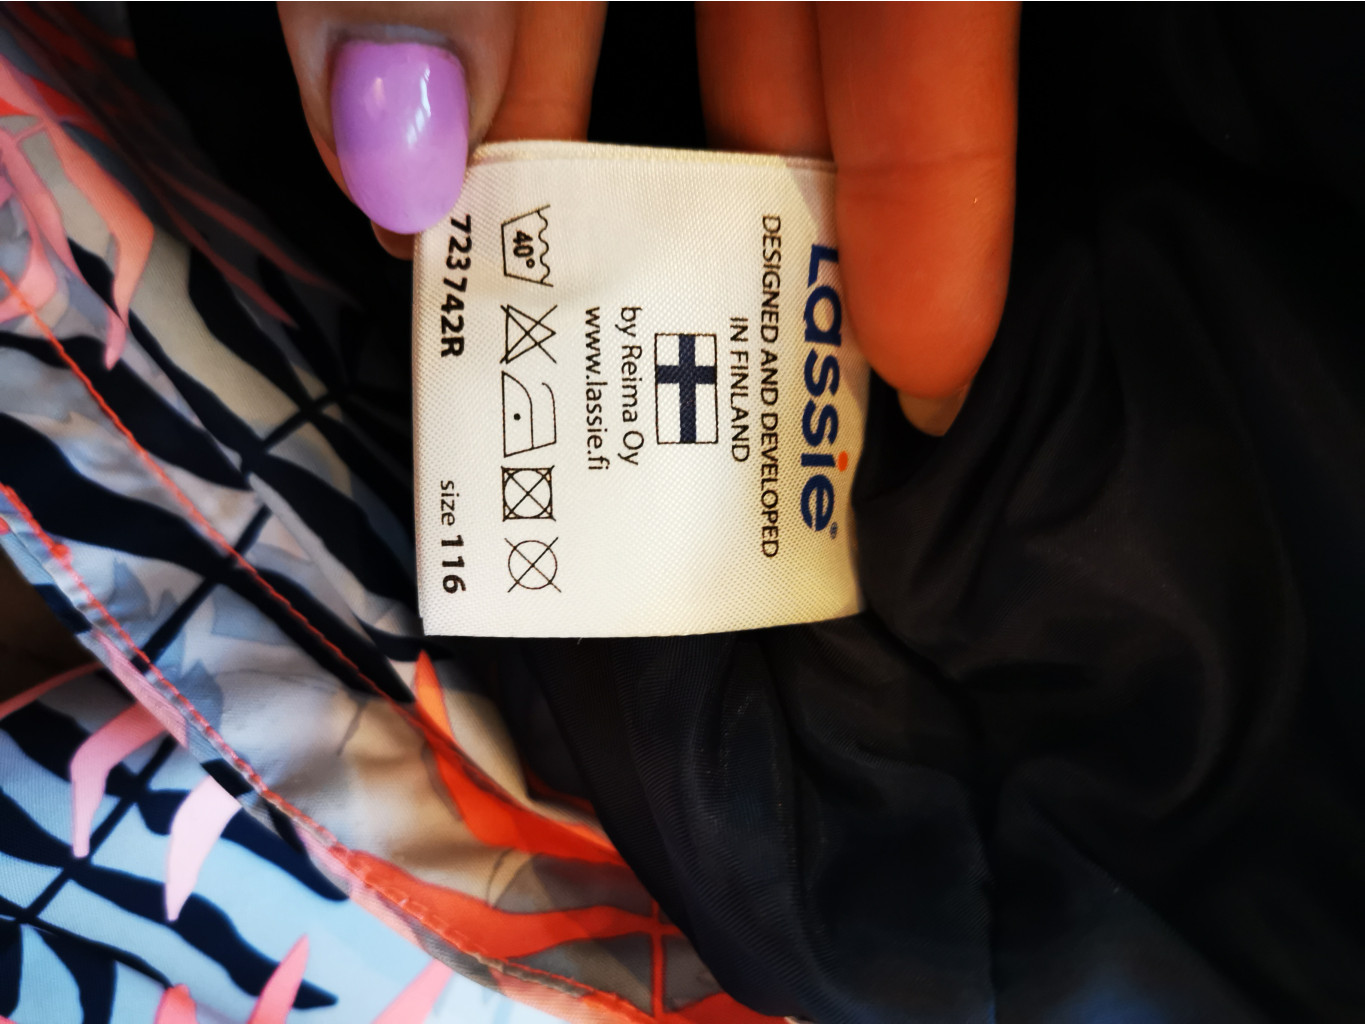 Lassie®
DESIGNED AND DEVELOPED
IN FINLAND
by Reima Oy
www.lassie.fi
40°
723742R size 116